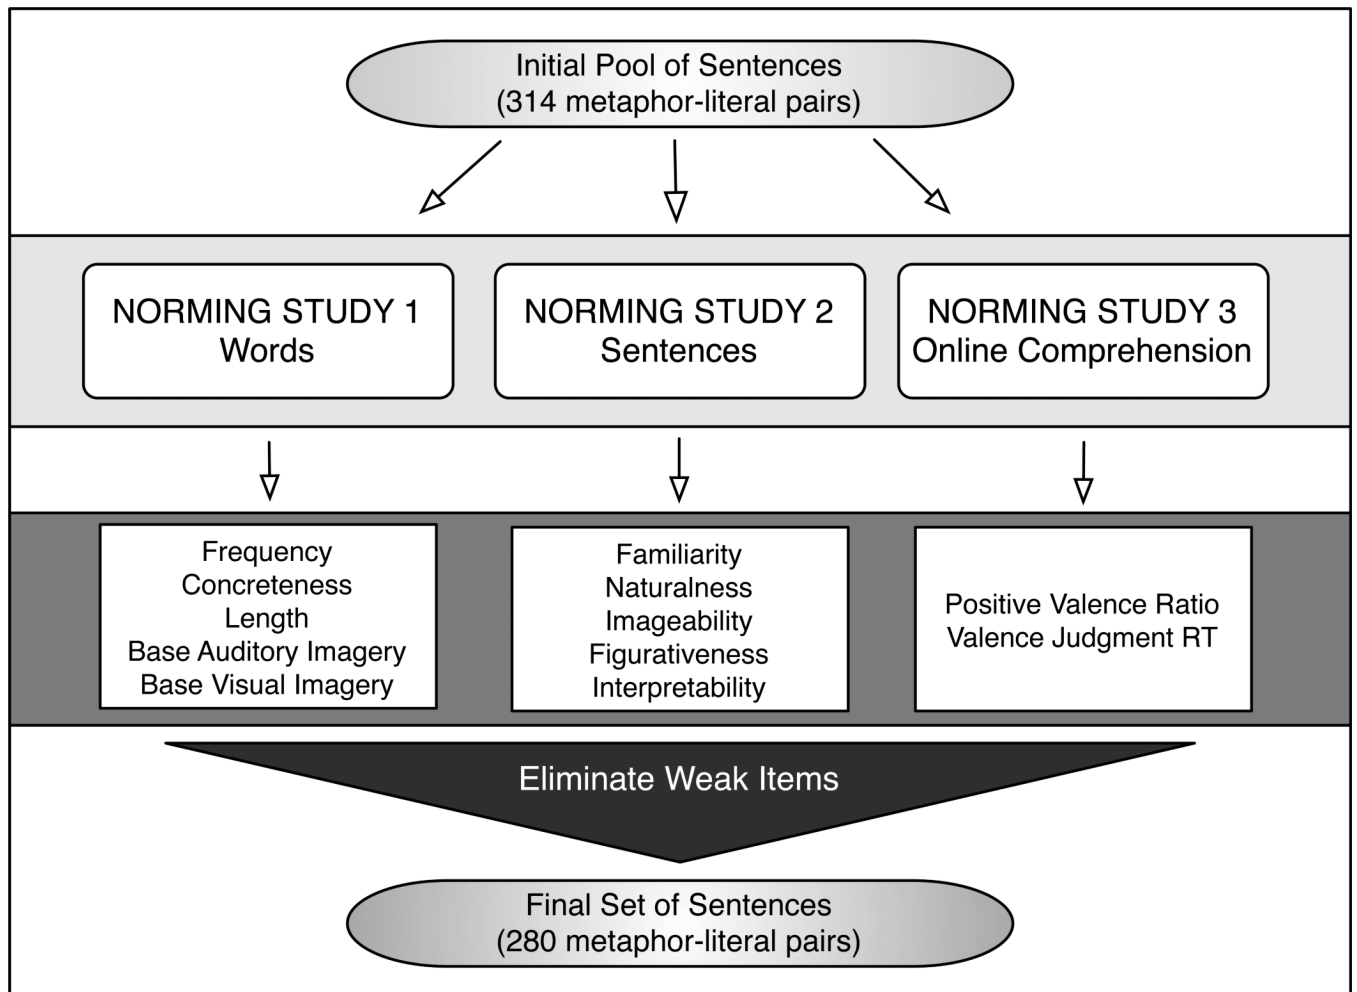 Initial Pool of Sentences
(314 metaphor-literal pairs)
NORMING STUDY 1
Words
NORMING STUDY 2
Sentences
NORMING STUDY 3
Online Comprehension
Frequency
Concreteness
Length
Base Auditory Imagery
Base Visual Imagery
Familiarity
Naturalness
Imageability
Figurativeness
Interpretability
Positive Valence Ratio
Valence Judgment RT
Eliminate Weak Items
Final Set of Sentences
(280 metaphor-literal pairs)